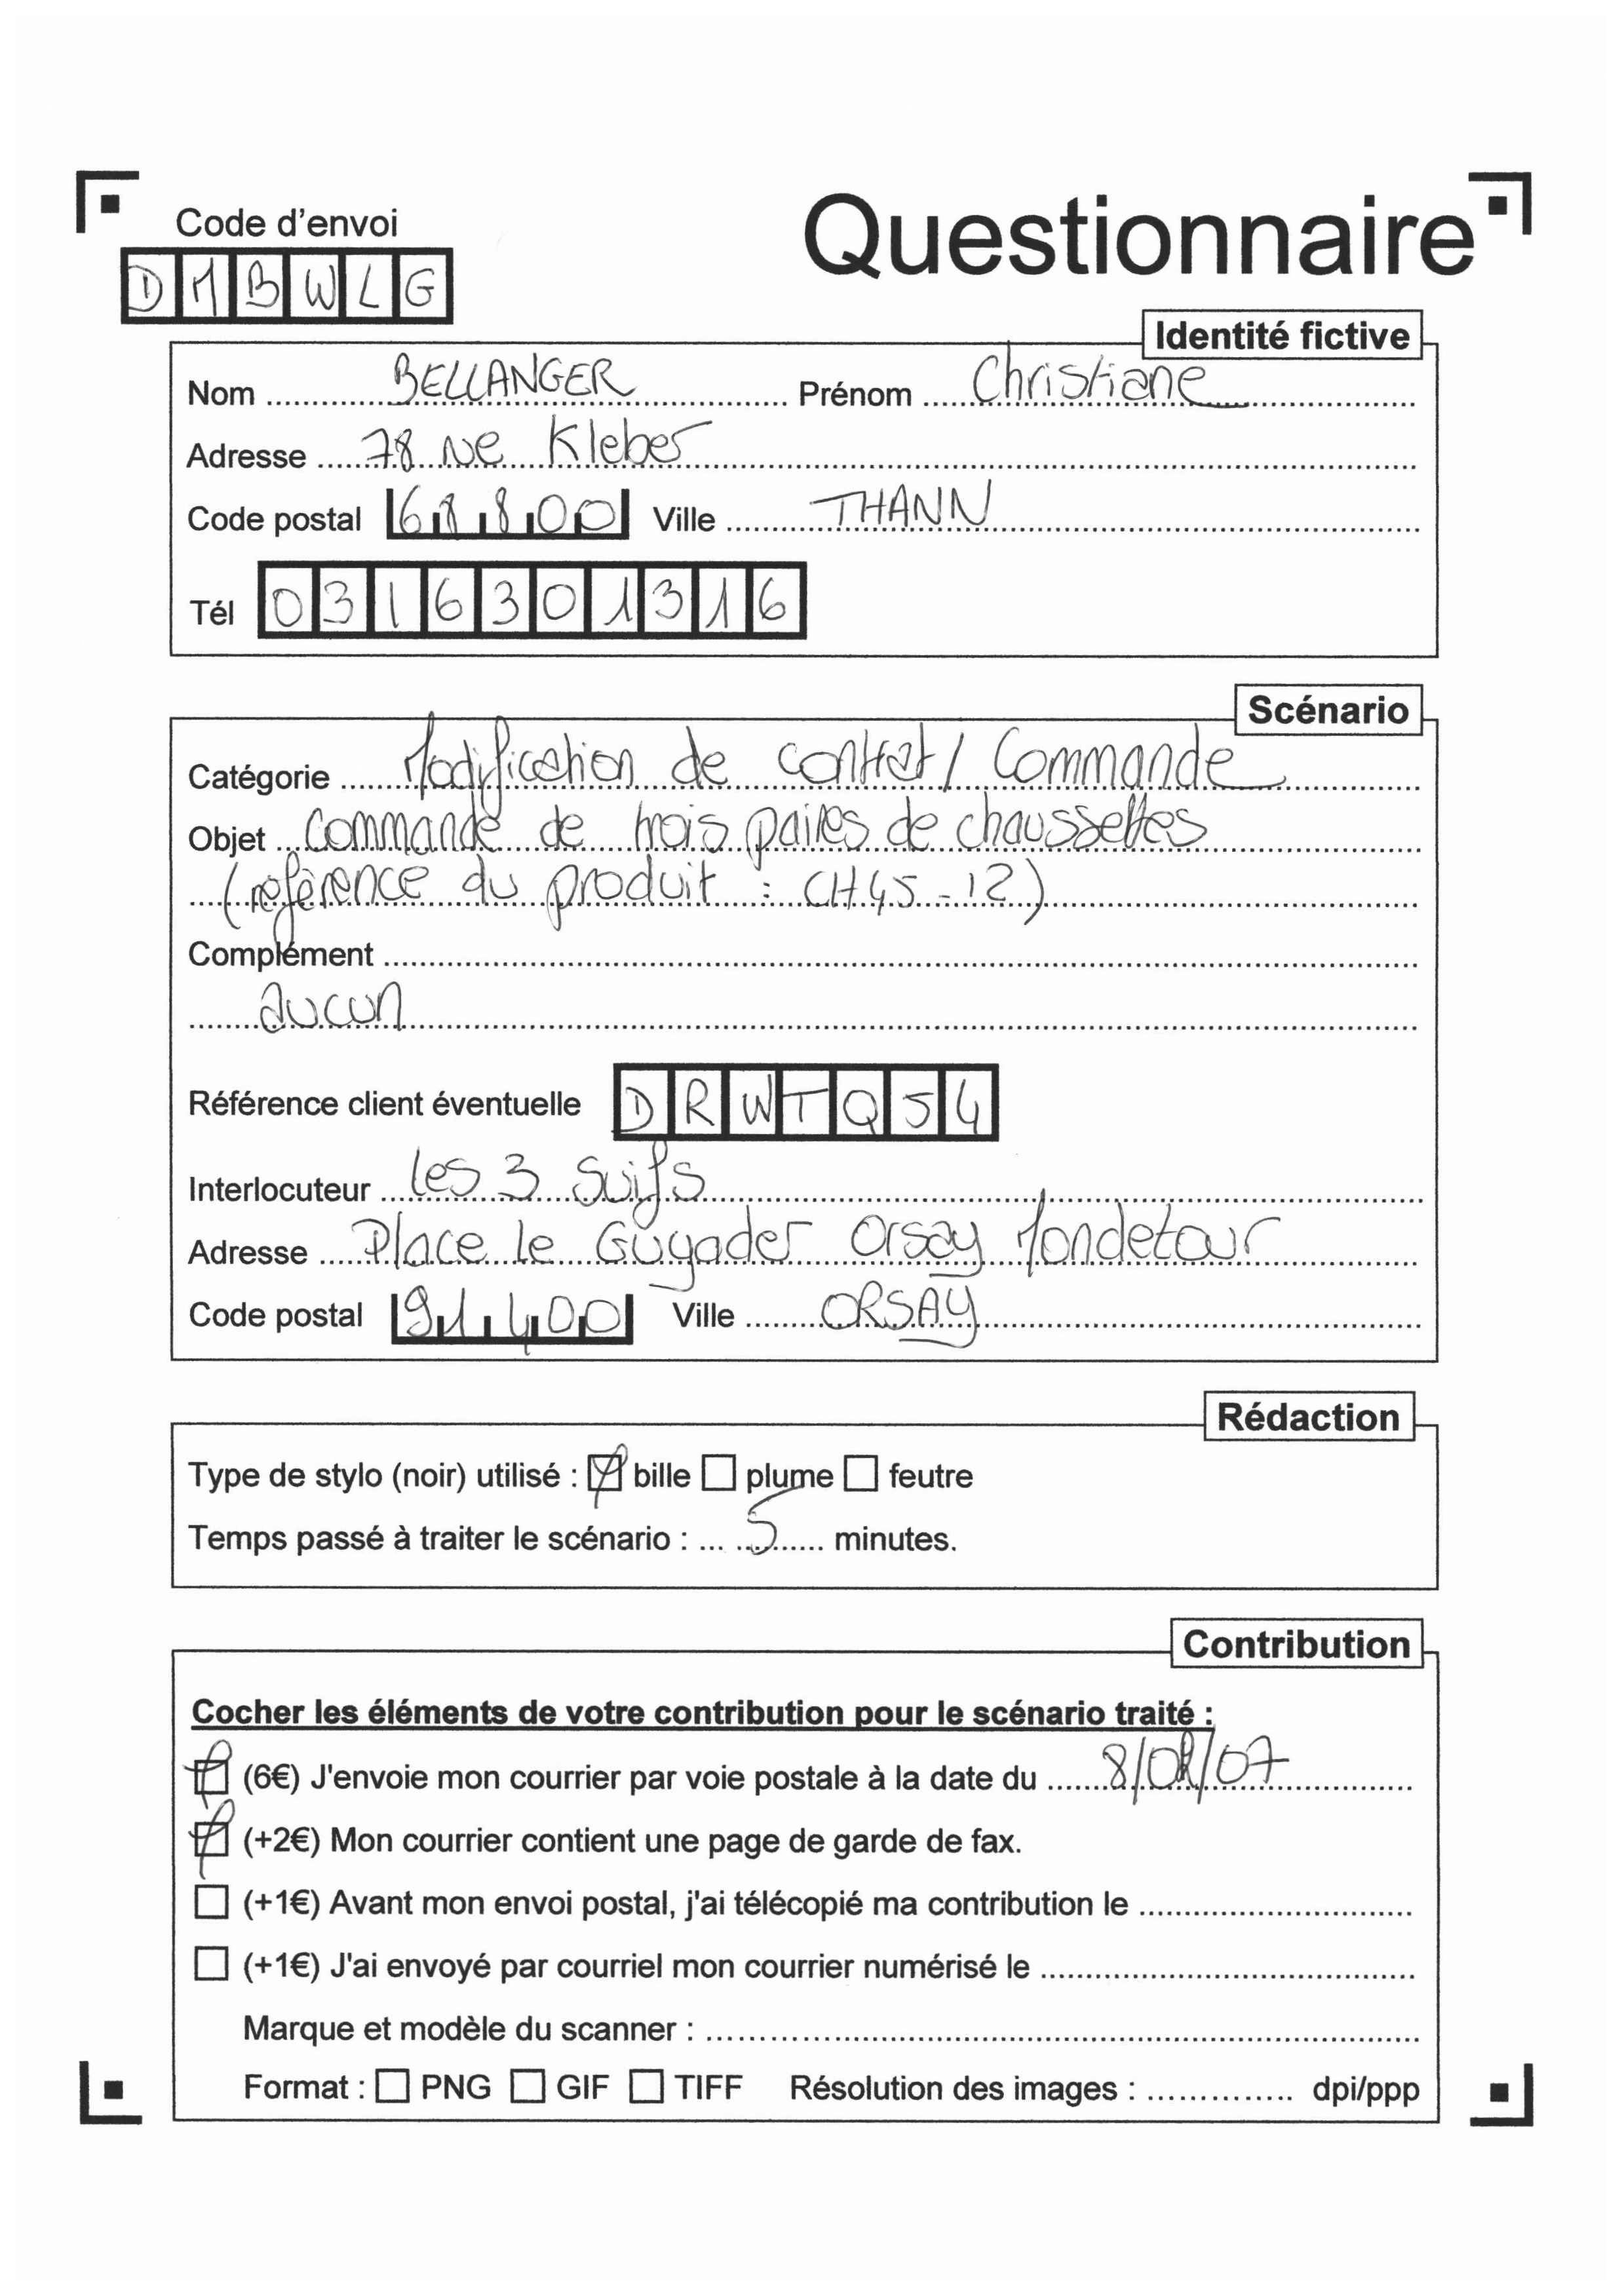 Code d'envoi
Questionnaire
DMBWLG
Identité fictive
Nom BELLANGER Prénom Christiane
Adresse 78 rue Kleber
Code postal 68800 Ville THANN
Tél 0316301316
Scénario
Catégorie Modification de contrat / Commande
Objet Commande de trois paires de chaussettes
(référence du produit : CH45-12)
Complément
aucun
Référence client éventuelle DRWTQ54
Interlocuteur les 3 Suifs
Adresse Place le Guyader Orsay Mondetour
Code postal 91400 Ville ORSAY
Rédaction
Type de stylo (noir) utilisé : bille plume feutre
Temps passé à traiter le scénario : 5 minutes.
Contribution
Cocher les éléments de votre contribution pour le scénario traité :
(6€) J'envoie mon courrier par voie postale à la date du 8/02/07
(+2€) Mon courrier contient une page de garde de fax.
(+1€) Avant mon envoi postal, j'ai télécopié ma contribution le
(+1€) J'ai envoyé par courriel mon courrier numérisé le
Marque et modèle du scanner :
Format : PNG GIF TIFF Résolution des images : dpi/ppp